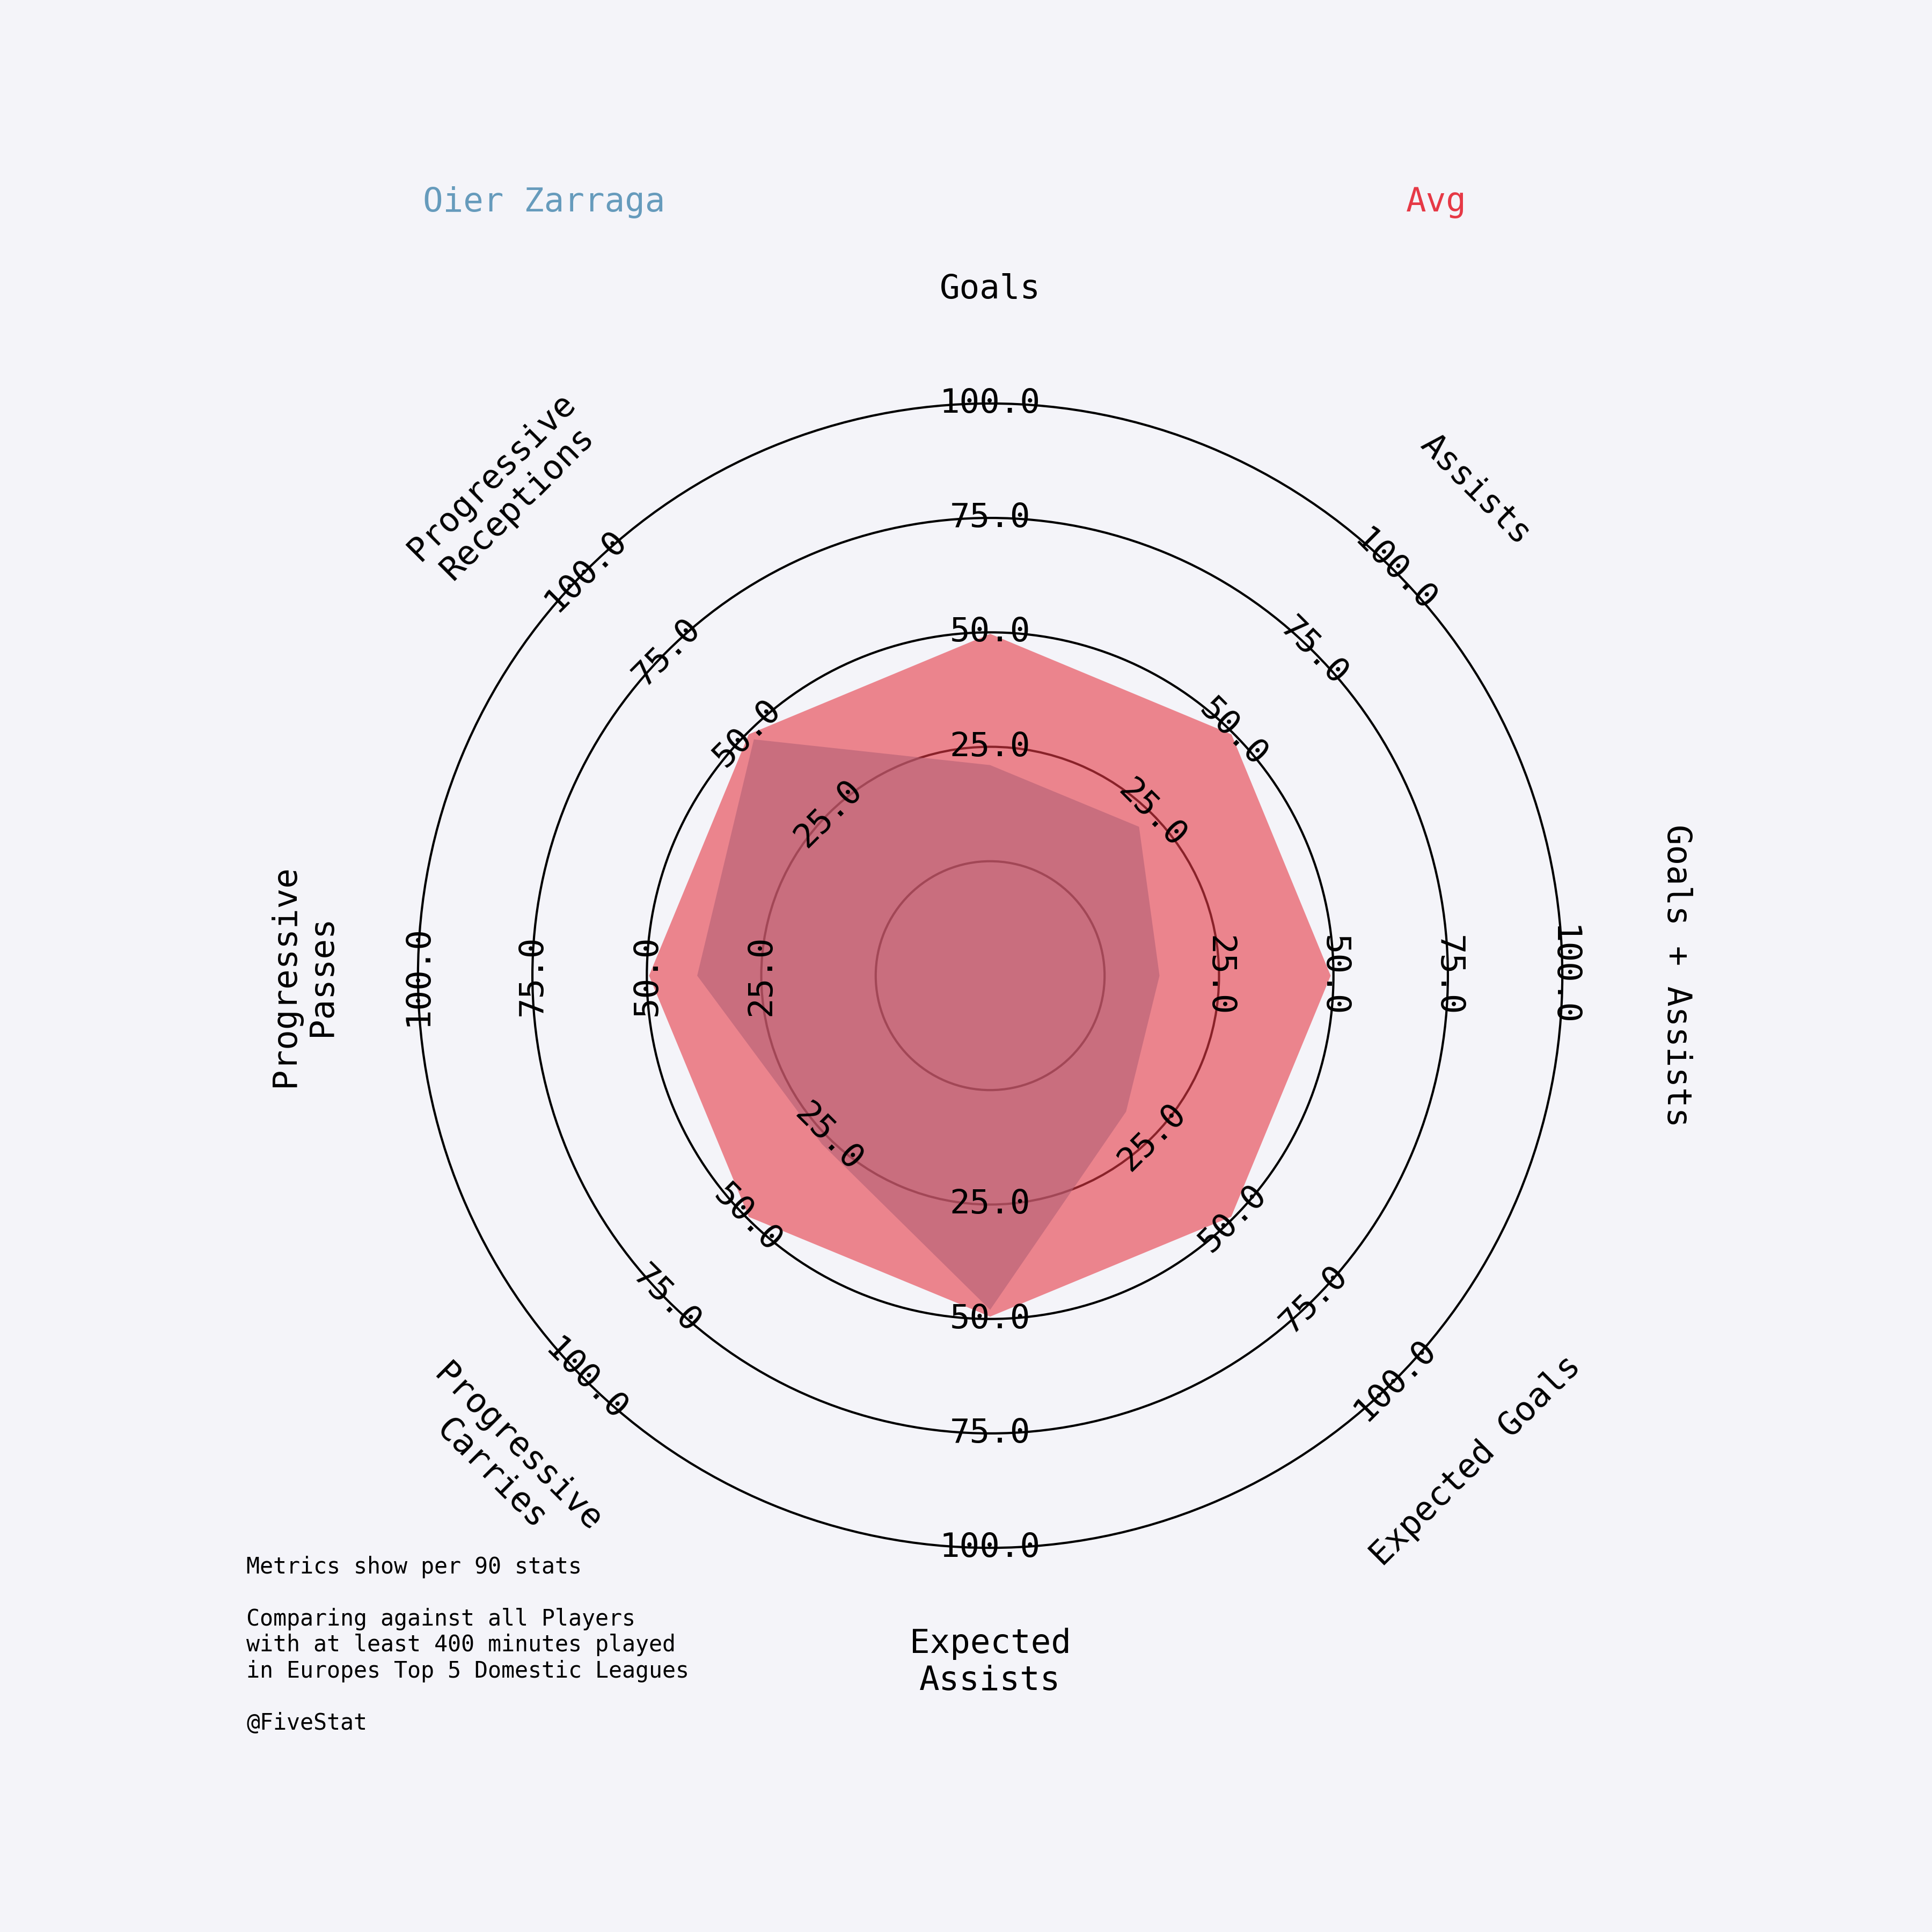 Oier Zarraga
Avg
Goals
Assists
Goals + Assists
Expected Goals
Expected
Assists
Progressive
Carries
Progressive
Passes
Progressive
Receptions
25.0
50.0
75.0
100.0
25.0
50.0
75.0
100.0
25.0
50.0
75.0
100.0
25.0
50.0
75.0
100.0
25.0
50.0
75.0
100.0
25.0
50.0
75.0
100.0
25.0
50.0
75.0
100.0
25.0
50.0
75.0
100.0
Metrics show per 90 stats
Comparing against all Players
with at least 400 minutes played
in Europes Top 5 Domestic Leagues
@FiveStat